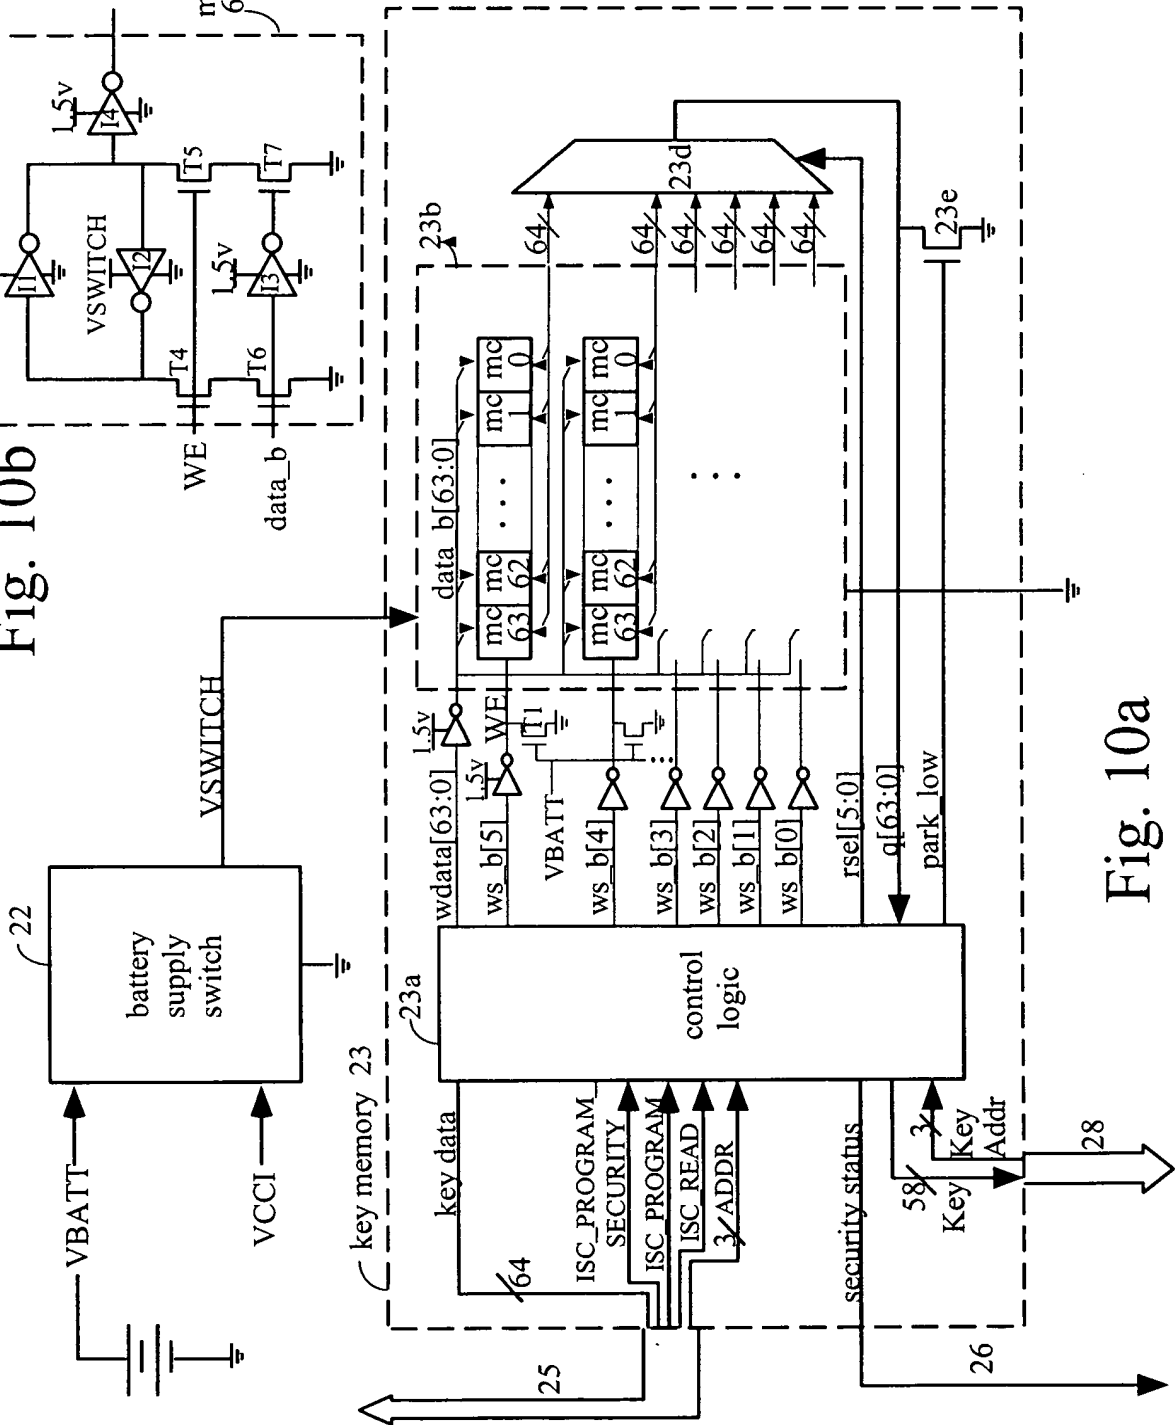 Fig. 10b
m
6
1.5v
I4
I1
VSWITCH
I2
T5
T7
1.5v
I3
T4
T6
WE
data_b
VBATT
VCCI
22
battery
supply
switch
VSWITCH
key memory 23
23a
control
logic
key data
64
ISC_PROGRAM_
SECURITY
ISC_PROGRAM
ISC_READ
3
ADDR
security status
58
Key
3
Key
Addr
25
26
28
wdata[63:0]
1.5v
ws_b[5]
1.5v
WE
T1
VBATT
ws_b[4]
ws_b[3]
ws_b[2]
ws_b[1]
ws_b[0]
rsel[5:0]
q[63:0]
park_low
23b
data_b[63:0]
mc 63
mc 62
. . .
mc 1
mc 0
mc 63
mc 62
. . .
mc 1
mc 0
. . .
64
64
64
64
64
64
23d
23e
Fig. 10a